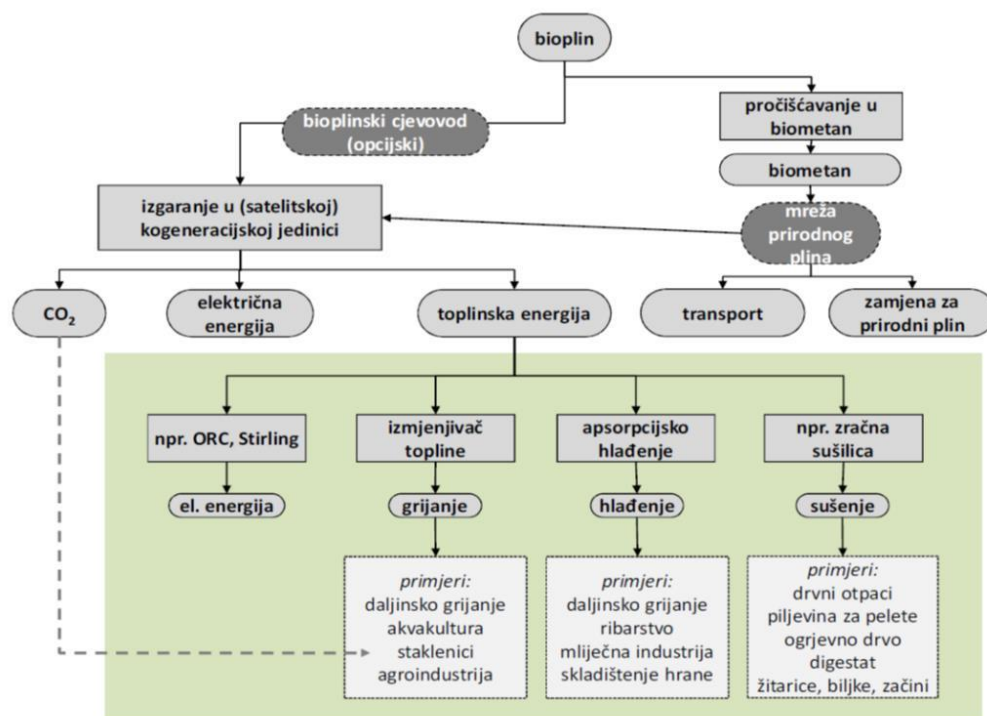 bioplin
bioplinski cjevovod
(opcijski)
pročišćavanje u
biometan
biometan
izgaranje u (satelitskoj)
kogeneracijskoj jedinici
mreža
prirodnog
plina
CO₂
električna
energija
toplinska energija
transport
zamjena za
prirodni plin
npr. ORC, Stirling
izmjenjivač
topline
apsorpcijsko
hlađenje
npr. zračna
sušilica
el. energija
grijanje
hlađenje
sušenje
primjeri:
daljinsko grijanje
akvakultura
staklenici
agroindustrija
primjeri:
daljinsko grijanje
ribarstvo
mliječna industrija
skladištenje hrane
primjeri:
drvni otpaci
piljevina za pelete
ogrjevno drvo
digestat
žitarice, biljke, začini